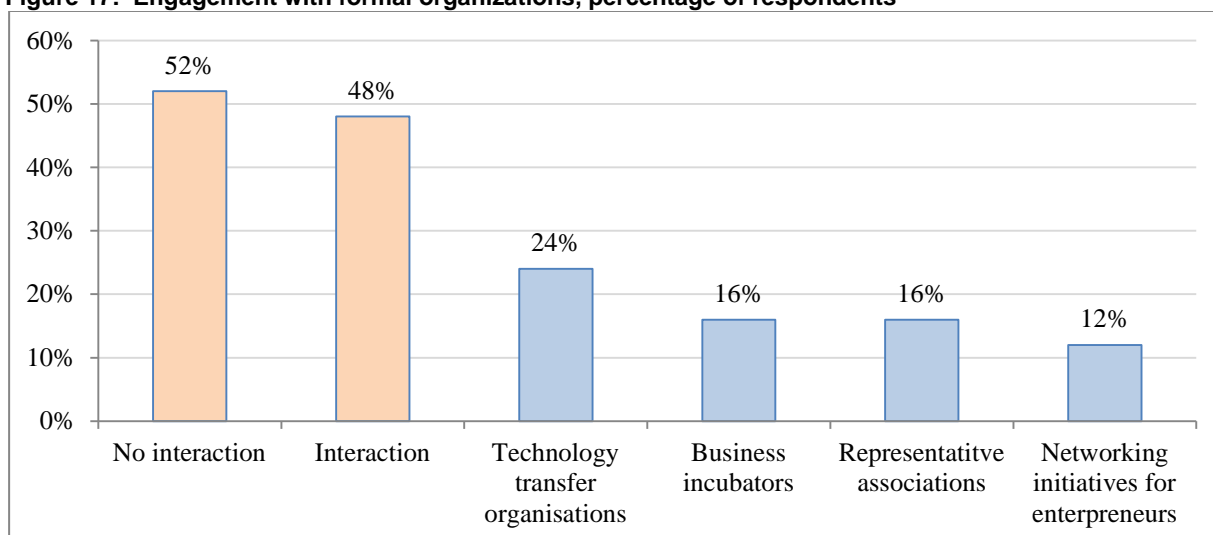 Figure 17: Engagement with formal organizations, percentage of respondents
60%
50%
40%
30%
20%
10%
0%
52%
48%
24%
16%
16%
12%
No interaction
Interaction
Technology
transfer
organisations
Business
incubators
Representatitve
associations
Networking
initiatives for
enterpreneurs